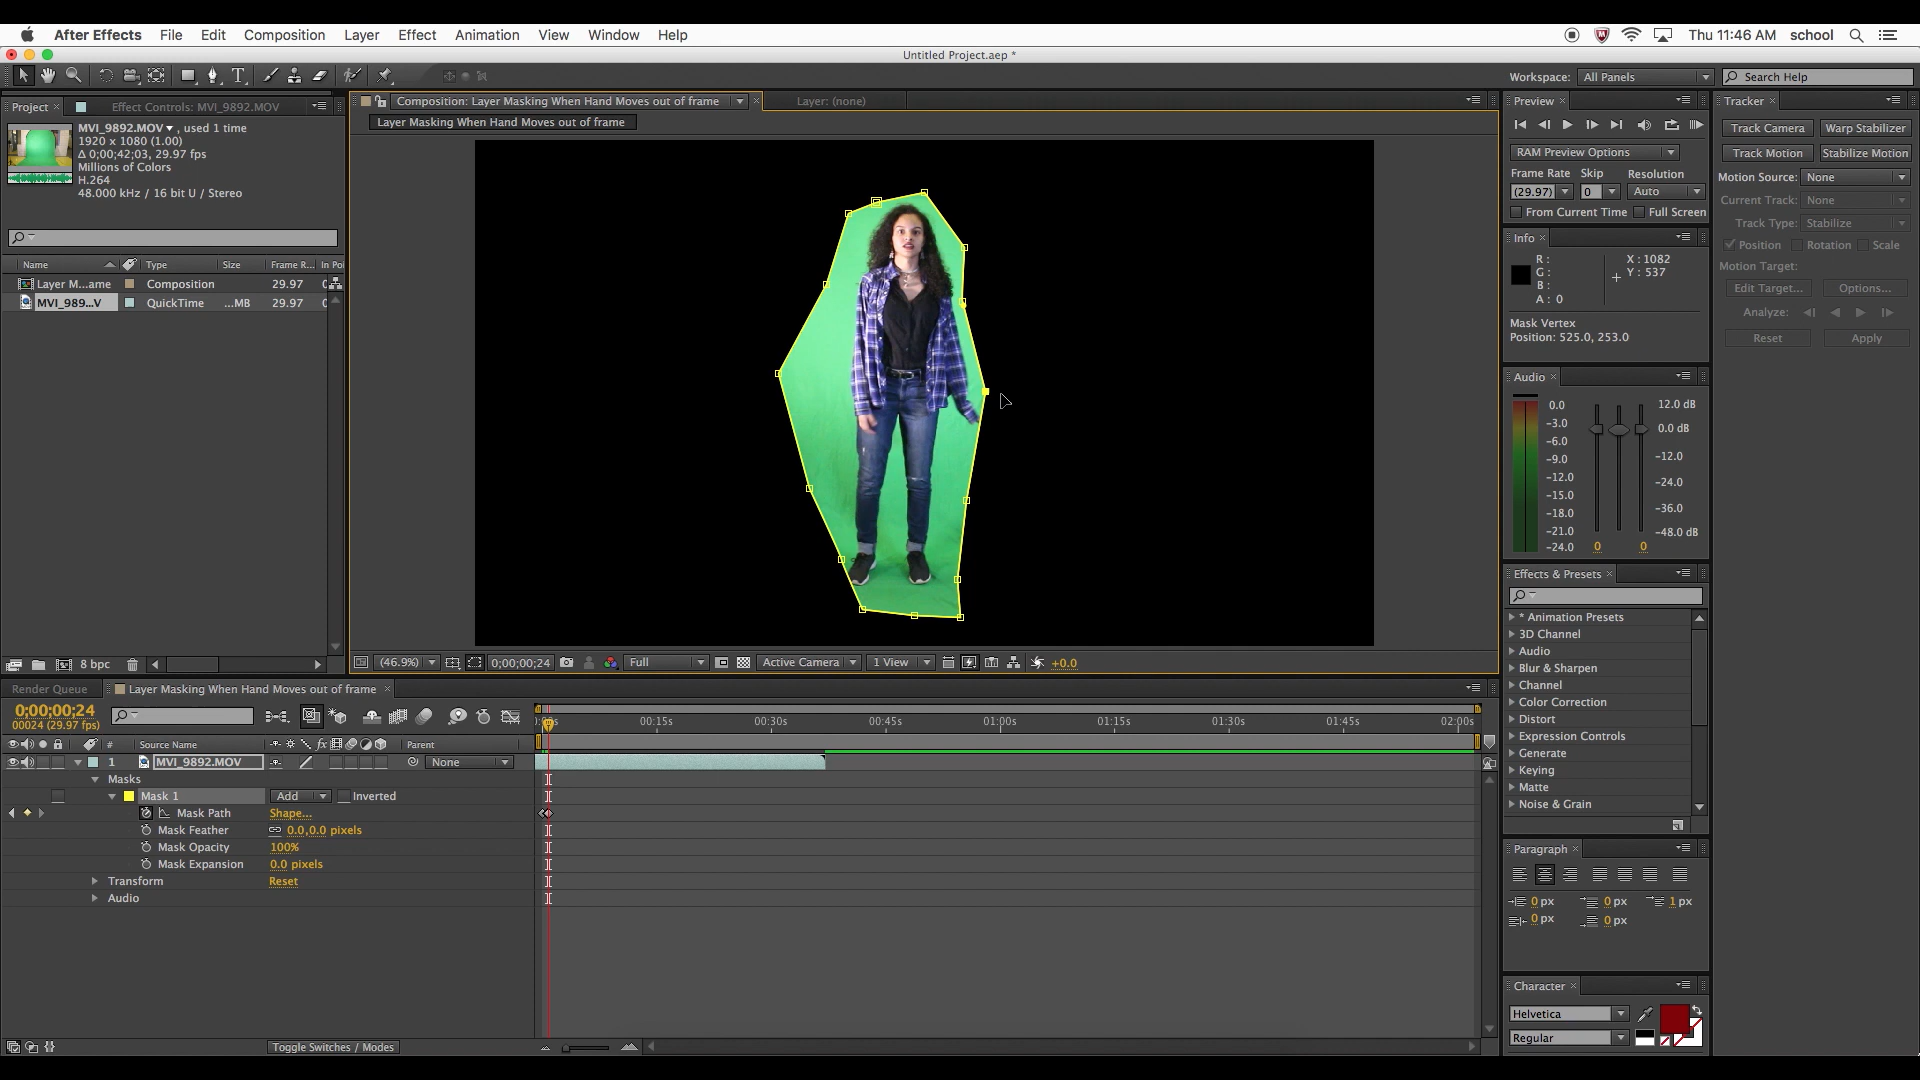 After Effects File Edit Composition Layer Effect Animation View Window Help
Thu 11:46 AM school
Untitled Project.aep *
Workspace: All Panels
Search Help
Project
Effect Controls: MVI_9892.MOV
MVI_9892.MOV , used 1 time
1920 x 1080 (1.00)
Δ 0;00;42;03, 29.97 fps
Millions of Colors
H.264
48.000 kHz / 16 bit U / Stereo
Name Type Size Frame R... In Poi
Layer M...ame Composition 29.97
MVI_989...V QuickTime ...MB 29.97
8 bpc
Composition: Layer Masking When Hand Moves out of frame
Layer: (none)
Layer Masking When Hand Moves out of frame
(46.9%) 0;00;00;24 Full Active Camera 1 View +0.0
Preview
RAM Preview Options
Frame Rate Skip Resolution
(29.97) 0 Auto
From Current Time Full Screen
Info
R : X : 1082
G : Y : 537
B :
A : 0
Mask Vertex
Position: 525.0, 253.0
Audio
0.0 12.0 dB
-3.0 0.0 dB
-6.0
-9.0 -12.0
-12.0 -24.0
-15.0
-18.0 -36.0
-21.0 -48.0 dB
-24.0 0 0
Effects & Presets
* Animation Presets
3D Channel
Audio
Blur & Sharpen
Channel
Color Correction
Distort
Expression Controls
Generate
Keying
Matte
Noise & Grain
Paragraph
0 px 0 px 1 px
0 px 0 px
Character
Helvetica
Regular
Tracker
Track Camera Warp Stabilizer
Track Motion Stabilize Motion
Motion Source: None
Current Track: None
Track Type: Stabilize
Position Rotation Scale
Motion Target:
Edit Target... Options...
Analyze:
Reset Apply
Render Queue
Layer Masking When Hand Moves out of frame
0;00;00;24
00024 (29.97 fps)
00:15s 00:30s 00:45s 01:00s 01:15s 01:30s 01:45s 02:00s
# Source Name Parent
1 MVI_9892.MOV None
Masks
Mask 1 Add Inverted
Mask Path Shape...
Mask Feather 0.0,0.0 pixels
Mask Opacity 100%
Mask Expansion 0.0 pixels
Transform Reset
Audio
Toggle Switches / Modes